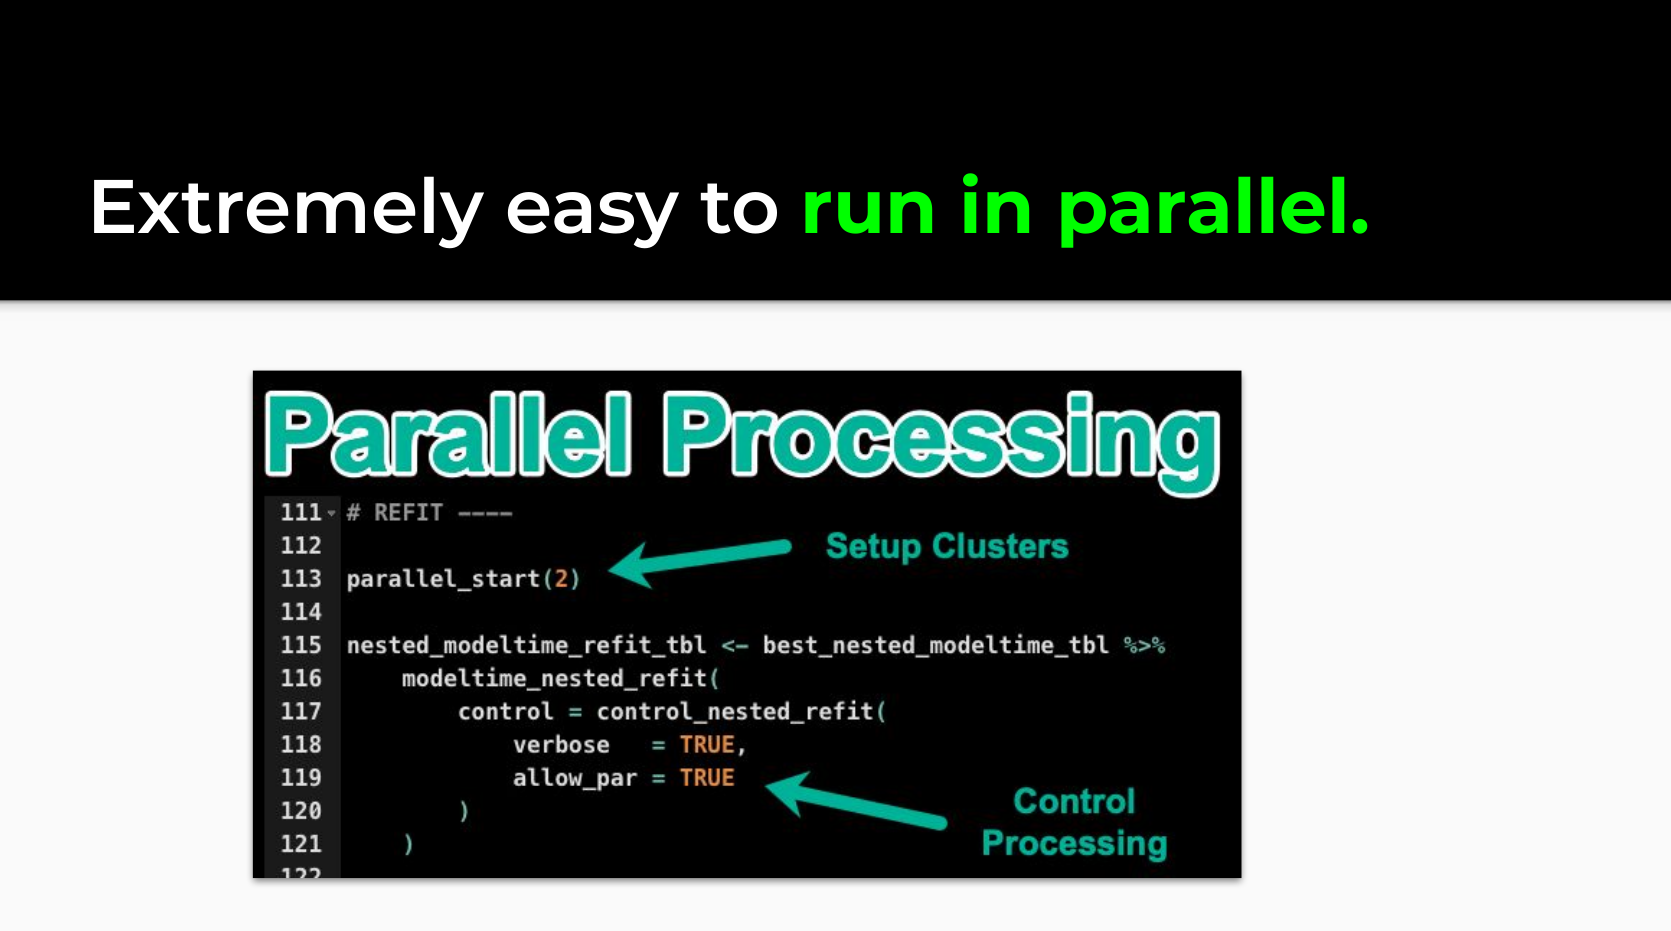 Extremely easy to run in parallel.
Parallel Processing
111 # REFIT ----
112
Setup Clusters
113 parallel_start(2)
114
115 nested_modeltime_refit_tbl <- best_nested_modeltime_tbl %>%
116     modeltime_nested_refit(
117         control = control_nested_refit(
118             verbose   = TRUE,
119             allow_par = TRUE
Control
Processing
120         )
121     )
122